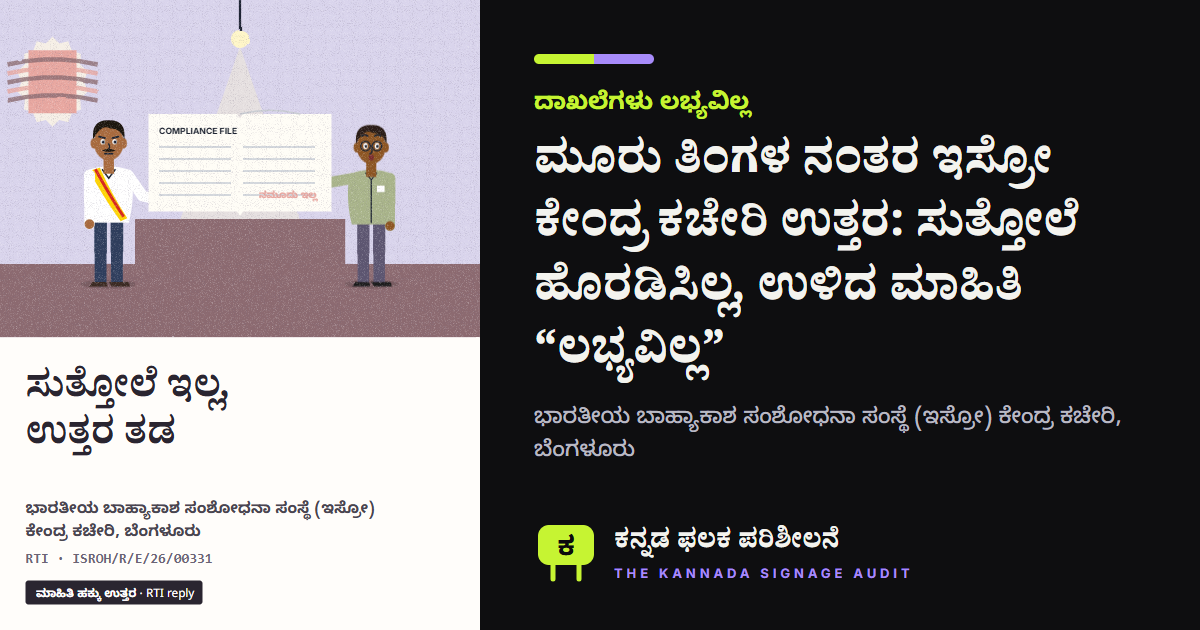 COMPLIANCE FILE
ನಮೂದು ಇಲ್ಲ
ಸುತ್ತೋಲೆ ಇಲ್ಲ,
ಉತ್ತರ ತಡ
ಭಾರತೀಯ ಬಾಹ್ಯಾಕಾಶ ಸಂಶೋಧನಾ ಸಂಸ್ಥೆ (ಇಸ್ರೋ)
ಕೇಂದ್ರ ಕಚೇರಿ, ಬೆಂಗಳೂರು
RTI · ISROH/R/E/26/00331
ಮಾಹಿತಿ ಹಕ್ಕು ಉತ್ತರ · RTI reply
ದಾಖಲೆಗಳು ಲಭ್ಯವಿಲ್ಲ
ಮೂರು ತಿಂಗಳ ನಂತರ ಇಸ್ರೋ
ಕೇಂದ್ರ ಕಚೇರಿ ಉತ್ತರ: ಸುತ್ತೋಲೆ
ಹೊರಡಿಸಿಲ್ಲ, ಉಳಿದ ಮಾಹಿತಿ
“ಲಭ್ಯವಿಲ್ಲ”
ಭಾರತೀಯ ಬಾಹ್ಯಾಕಾಶ ಸಂಶೋಧನಾ ಸಂಸ್ಥೆ (ಇಸ್ರೋ) ಕೇಂದ್ರ ಕಚೇರಿ,
ಬೆಂಗಳೂರು
ಕ
ಕನ್ನಡ ಫಲಕ ಪರಿಶೀಲನೆ
THE KANNADA SIGNAGE AUDIT